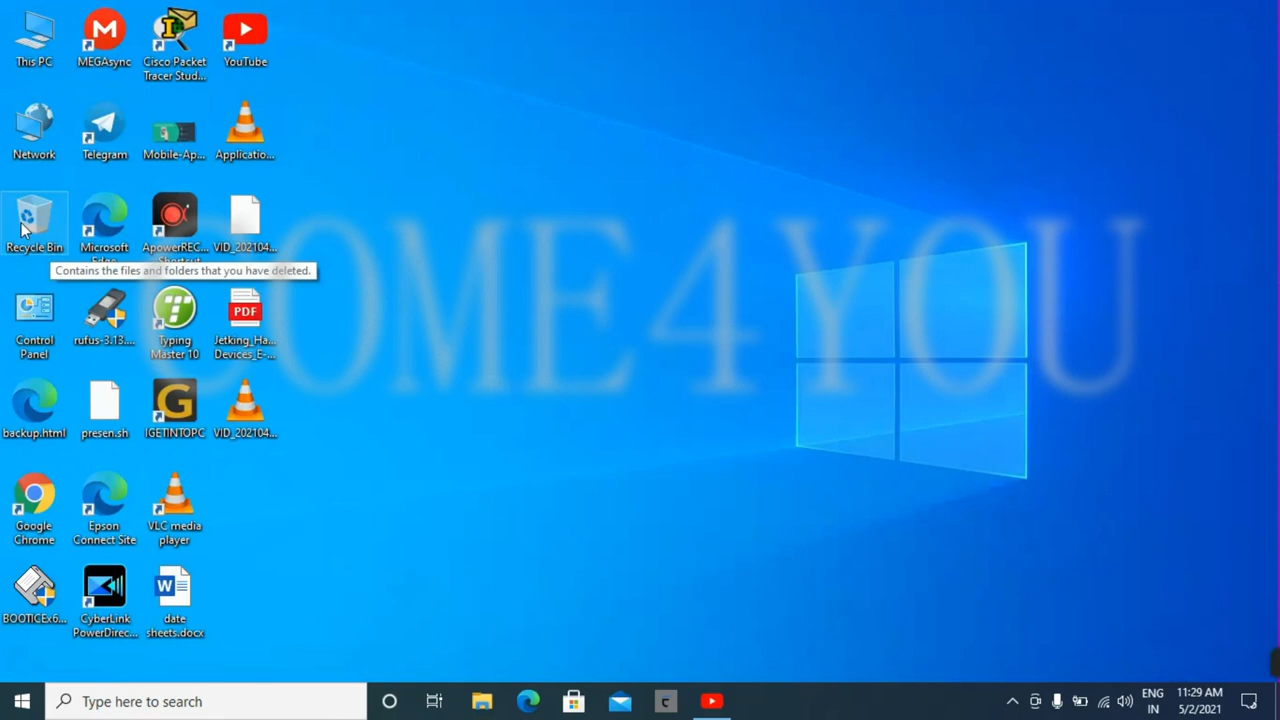 This PC
MEGAsync
Cisco Packet
Tracer Stud...
YouTube
Network
Telegram
Mobile-Ap...
Applicatio...
Recycle Bin
Microsoft
Edge
ApowerREC...
Shortcut
VID_202104...
Contains the files and folders that you have deleted.
COME4YOU
Control
Panel
rufus-3.13....
Typing
Master 10
PDF
Jetking_Ha...
Devices_E-...
backup.html
presen.sh
IGETINTOPC
VID_202104...
Google
Chrome
Epson
Connect Site
VLC media
player
BOOTICEx6...
CyberLink
PowerDirec...
date
sheets.docx
Type here to search
ENG
IN
11:29 AM
5/2/2021